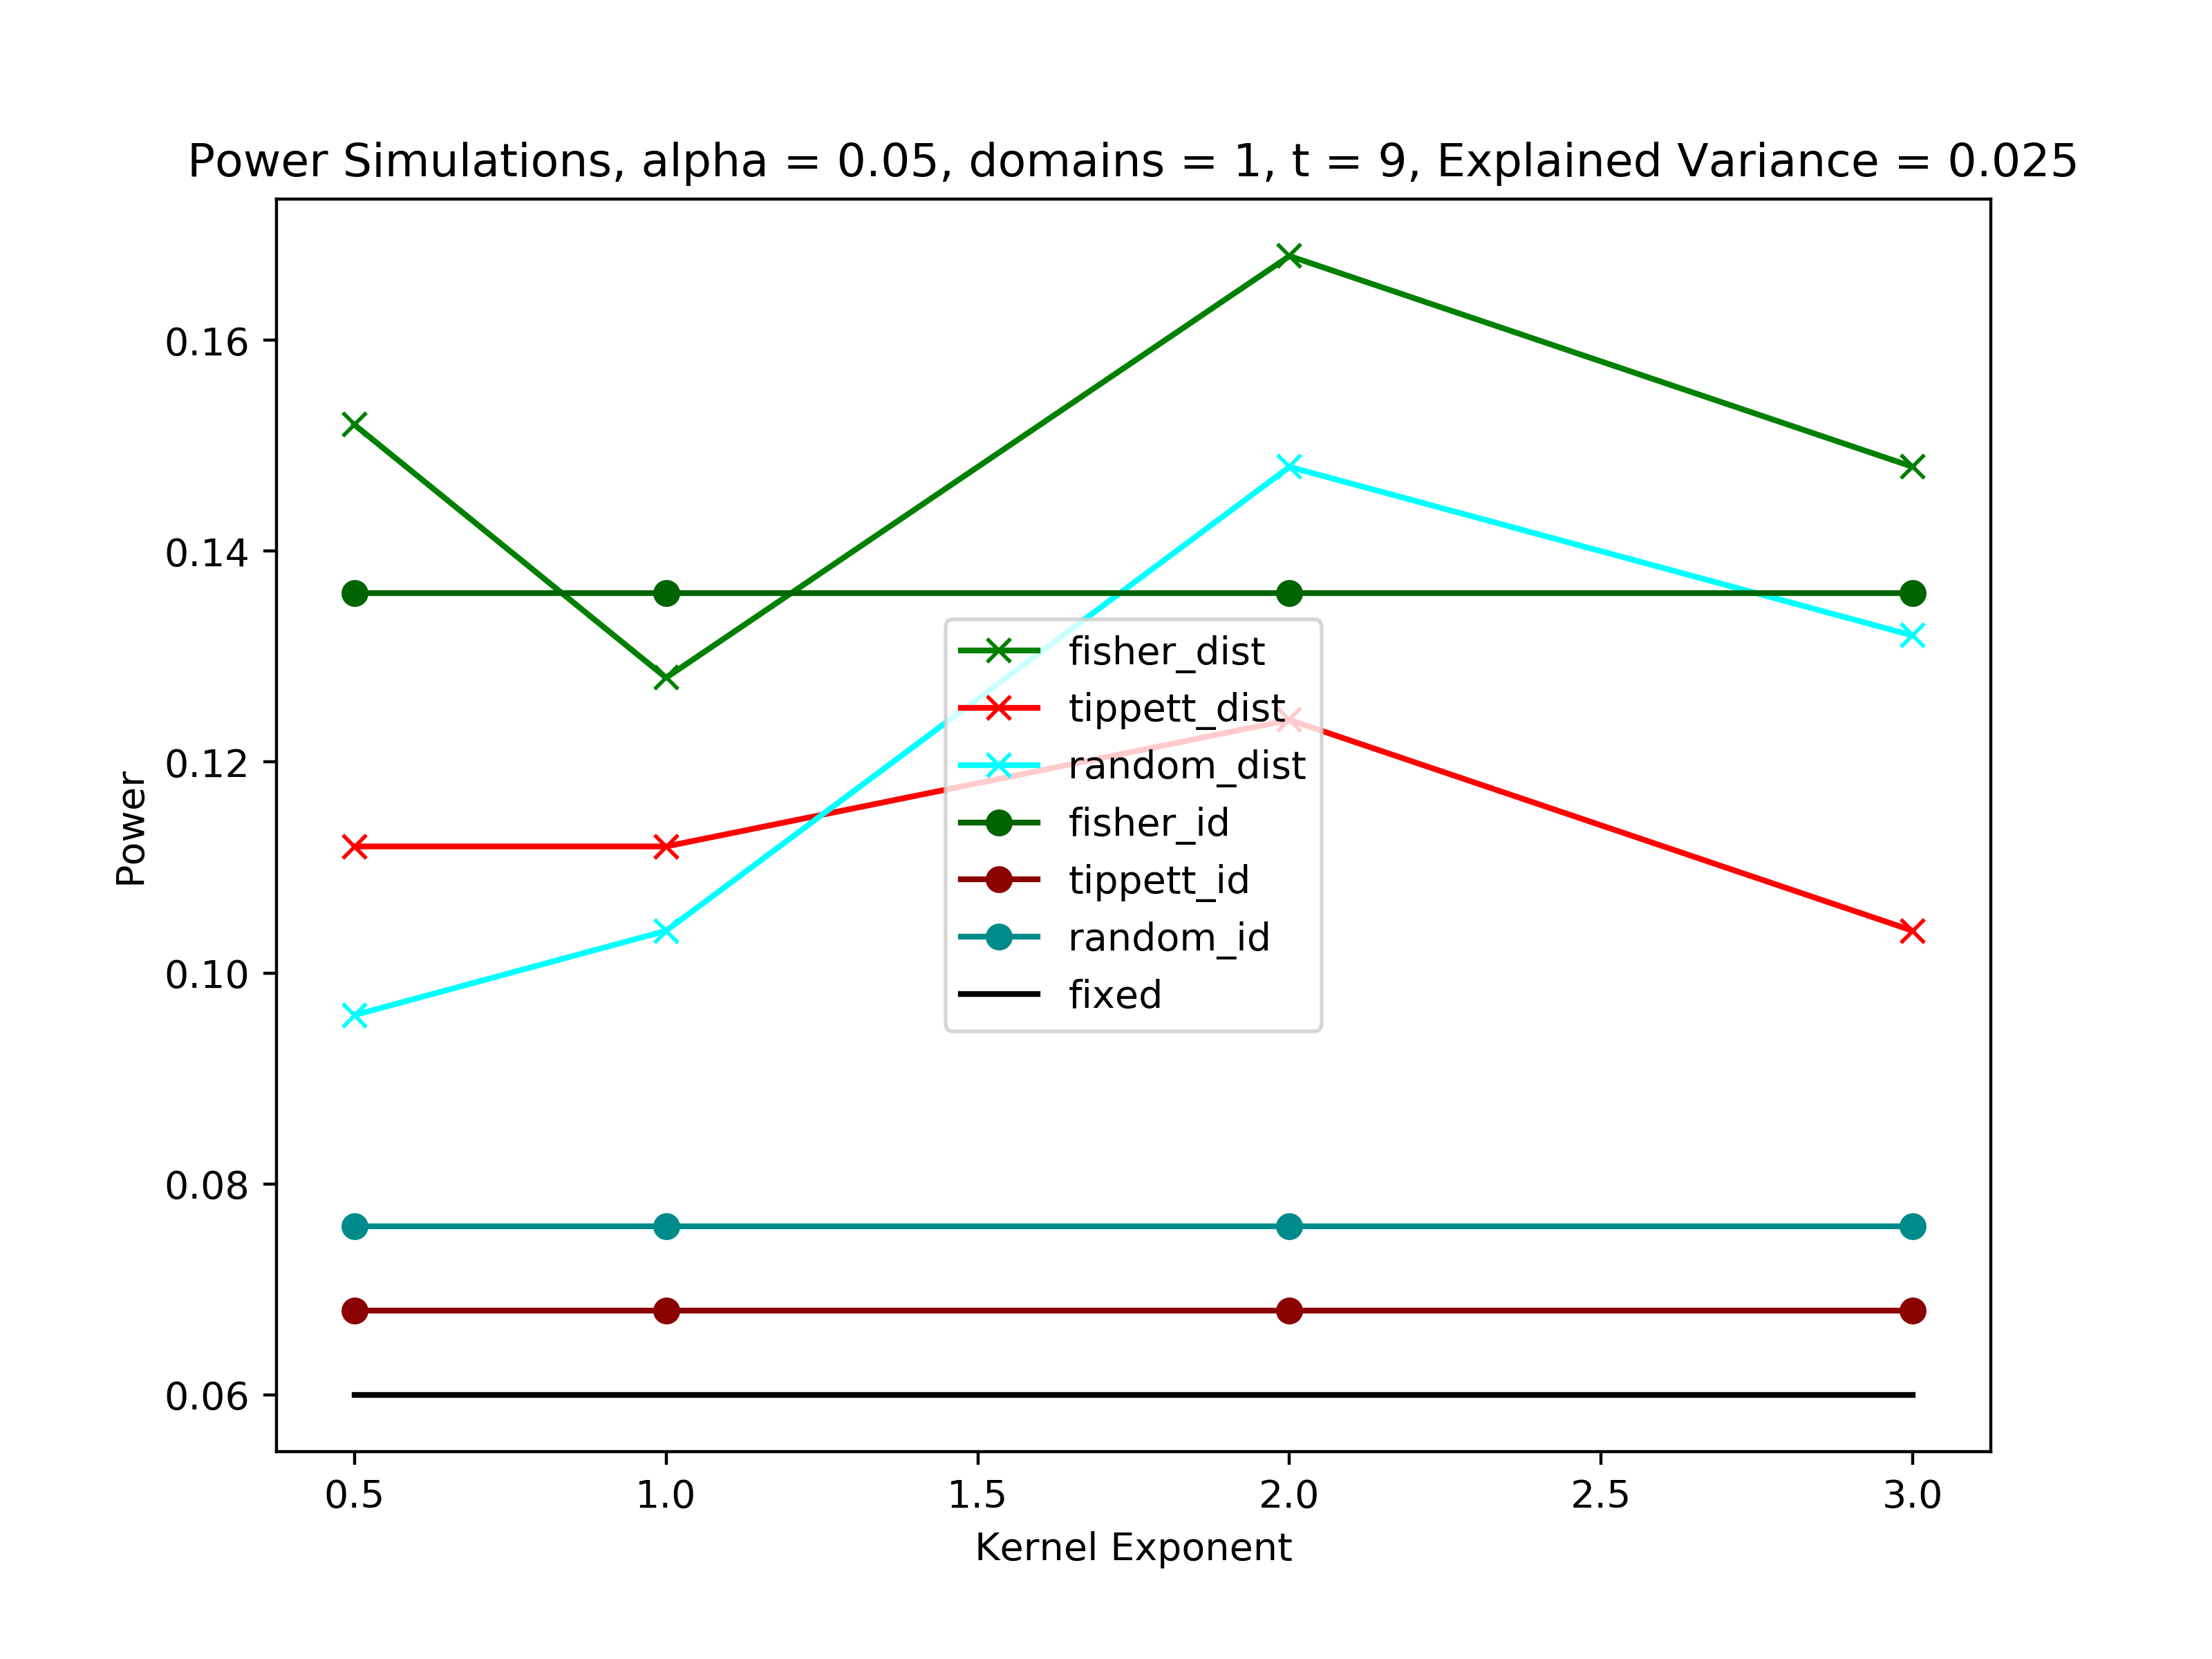 Power Simulations, alpha = 0.05, domains = 1, t = 9, Explained Variance = 0.025
Power
0.16
0.14
0.12
0.10
0.08
0.06
fisher_dist
tippett_dist
random_dist
fisher_id
tippett_id
random_id
fixed
0.5 1.0 1.5 2.0 2.5 3.0
Kernel Exponent